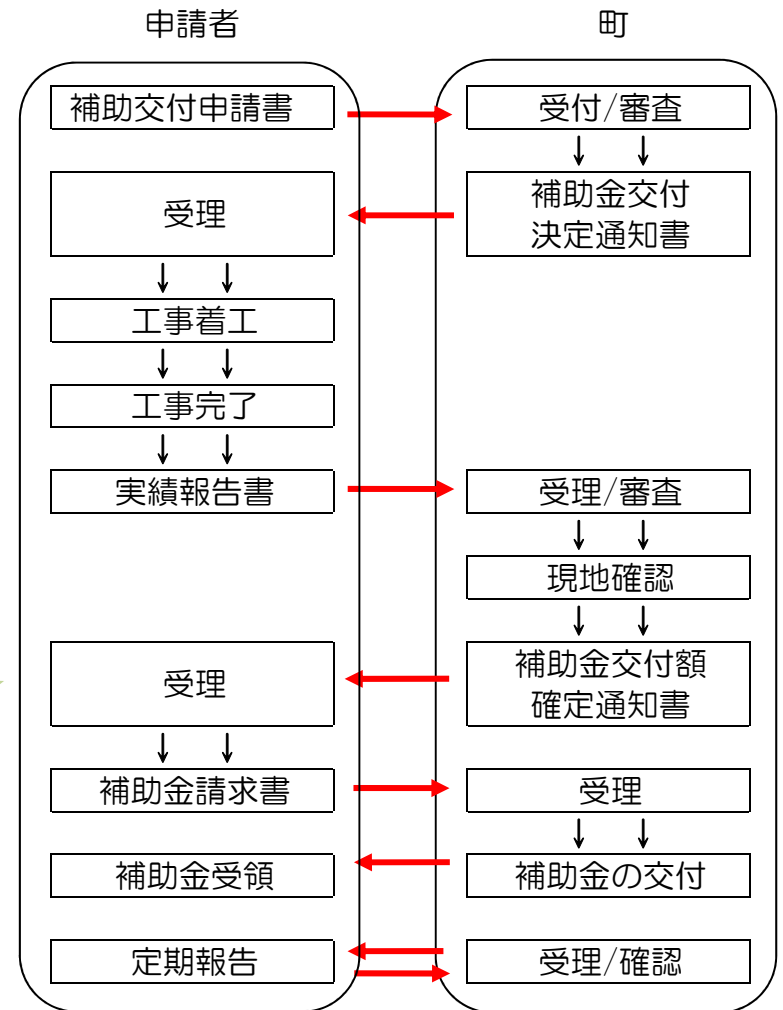 申請者
町
補助交付申請書
受付/審査
受理
補助金交付
決定通知書
工事着工
工事完了
実績報告書
受理/審査
現地確認
受理
補助金交付額
確定通知書
補助金請求書
受理
補助金受領
補助金の交付
定期報告
受理/確認